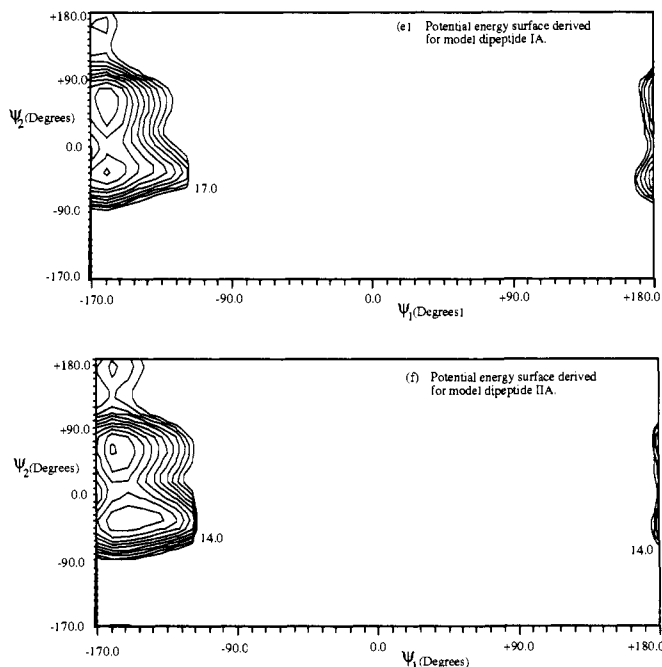 +180.0
(e] Potential energy surface derived
for model dipeptide IA.
+90.0
Ψ2(Degrees)
0.0
17.0
-90.0
-170.0
-170.0 -90.0 0.0 +90.0 +180.0
Ψ1(Degrees]
+180.0
(f) Potential energy surface derived
for model dipeptide IIA.
+90.0
Ψ2(Degrees)
0.0
14.0
14.0
-90.0
-170.0
-170.0 -90.0 0.0 +90.0 +180.0
Ψ1(Degrees)